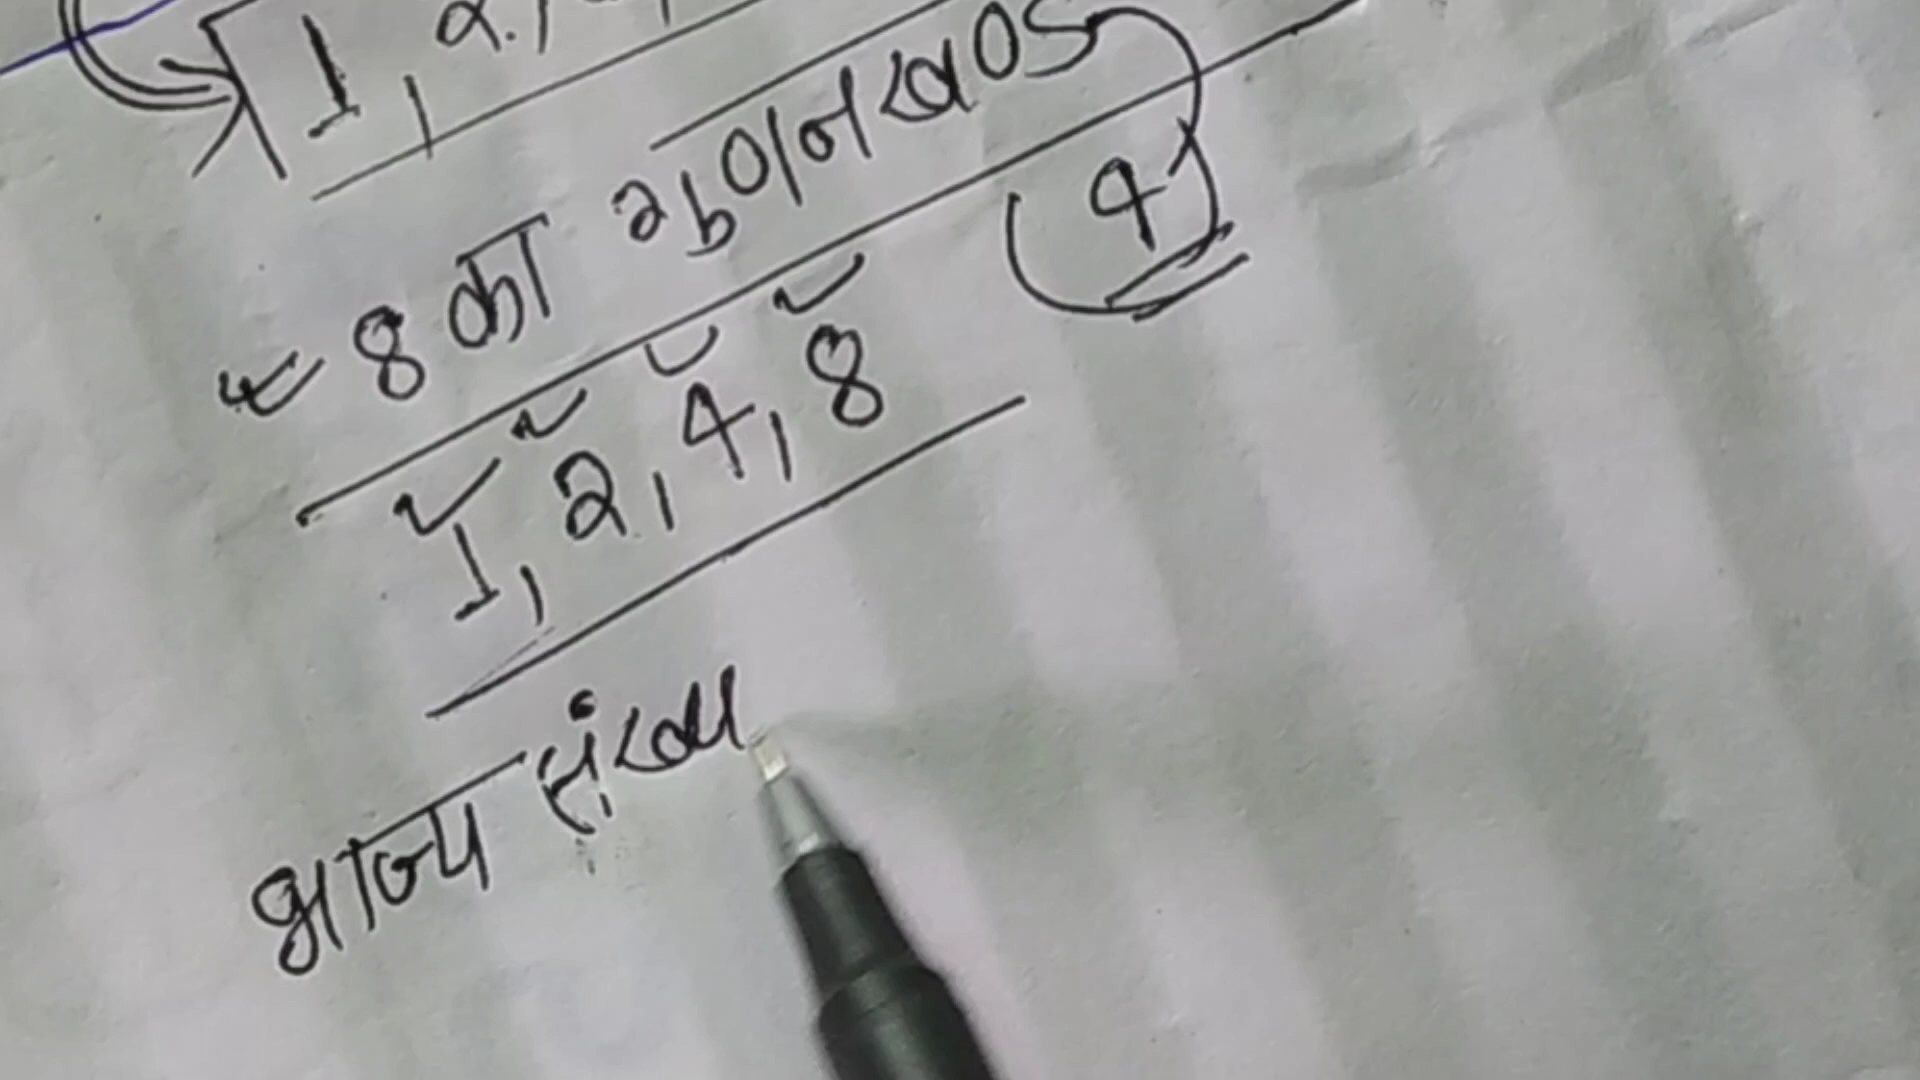 1, 2,
8 का गुणनखण्ड
4
1, 2, 4, 8
भाज्य संख्या